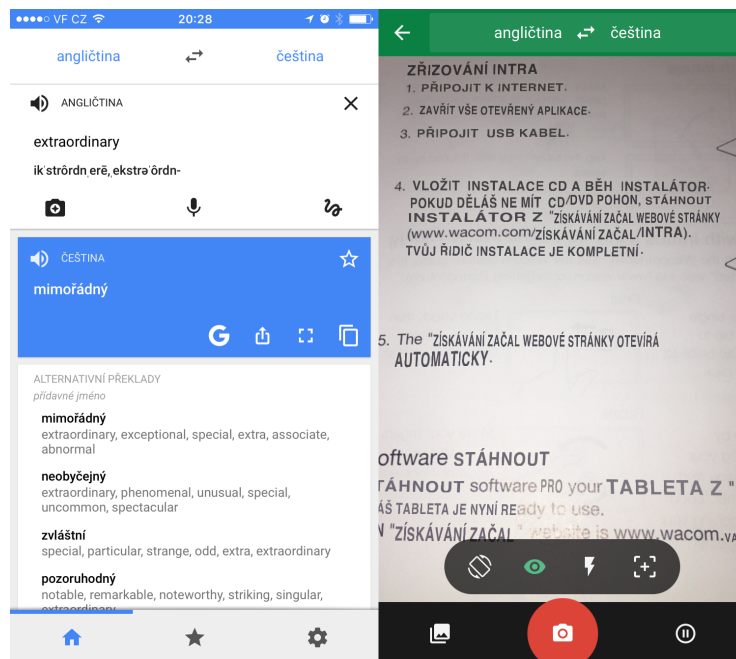 VF CZ 20:28
angličtina čeština
ANGLIČTINA
extraordinary
ikˈstrôrdnˌerē, ekstrəˈôrdn-
ČEŠTINA
mimořádný
G
ALTERNATIVNÍ PŘEKLADY
přídavné jméno
mimořádný
extraordinary, exceptional, special, extra, associate,
abnormal
neobyčejný
extraordinary, phenomenal, unusual, special,
uncommon, spectacular
zvláštní
special, particular, strange, odd, extra, extraordinary
pozoruhodný
notable, remarkable, noteworthy, striking, singular,
extraordinary
angličtina čeština
ZŘIZOVÁNÍ INTRA
1. PŘIPOJIT K INTERNET.
2. ZAVŘÍT VŠE OTEVŘENÝ APLIKACE.
3. PŘIPOJIT USB KABEL.
4. VLOŽIT INSTALACE CD A BĚH INSTALÁTOR.
POKUD DĚLÁŠ NE MÍT CD/DVD POHON, STÁHNOUT
INSTALÁTOR Z "ZÍSKÁVÁNÍ ZAČAL WEBOVÉ STRÁNKY
(www.wacom.com/ZÍSKÁVÁNÍ ZAČAL/INTRA).
TVŮJ ŘIDIČ INSTALACE JE KOMPLETNÍ.
5. The "ZÍSKÁVÁNÍ ZAČAL WEBOVÉ STRÁNKY OTEVÍRÁ
AUTOMATICKY.
oftware STÁHNOUT
TÁHNOUT software PRO your TABLETA Z "
ÁŠ TABLETA JE NYNÍ READY to use.
N "ZÍSKÁVÁNÍ ZAČAL" website is www.wacom.